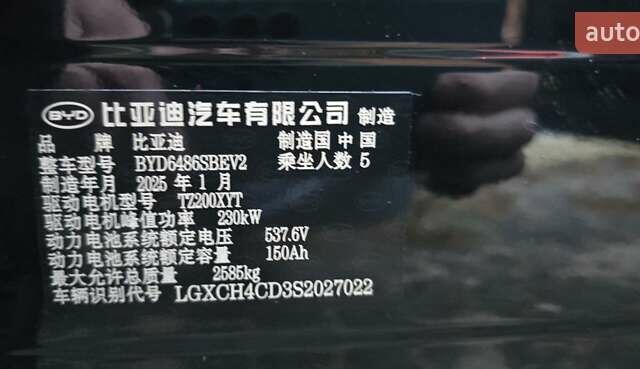 auto
BYD 比亚迪汽车有限公司 制造
品牌 比亚迪 制造国 中国
整车型号 BYD6486SBEV2 乘坐人数 5
制造年月 2025 年 1 月
驱动电机型号 TZ200XYT
驱动电机峰值功率 230kW
动力电池系统额定电压 537.6V
动力电池系统额定容量 150Ah
最大允许总质量 2585kg
车辆识别代号 LGXCH4CD3S2027022